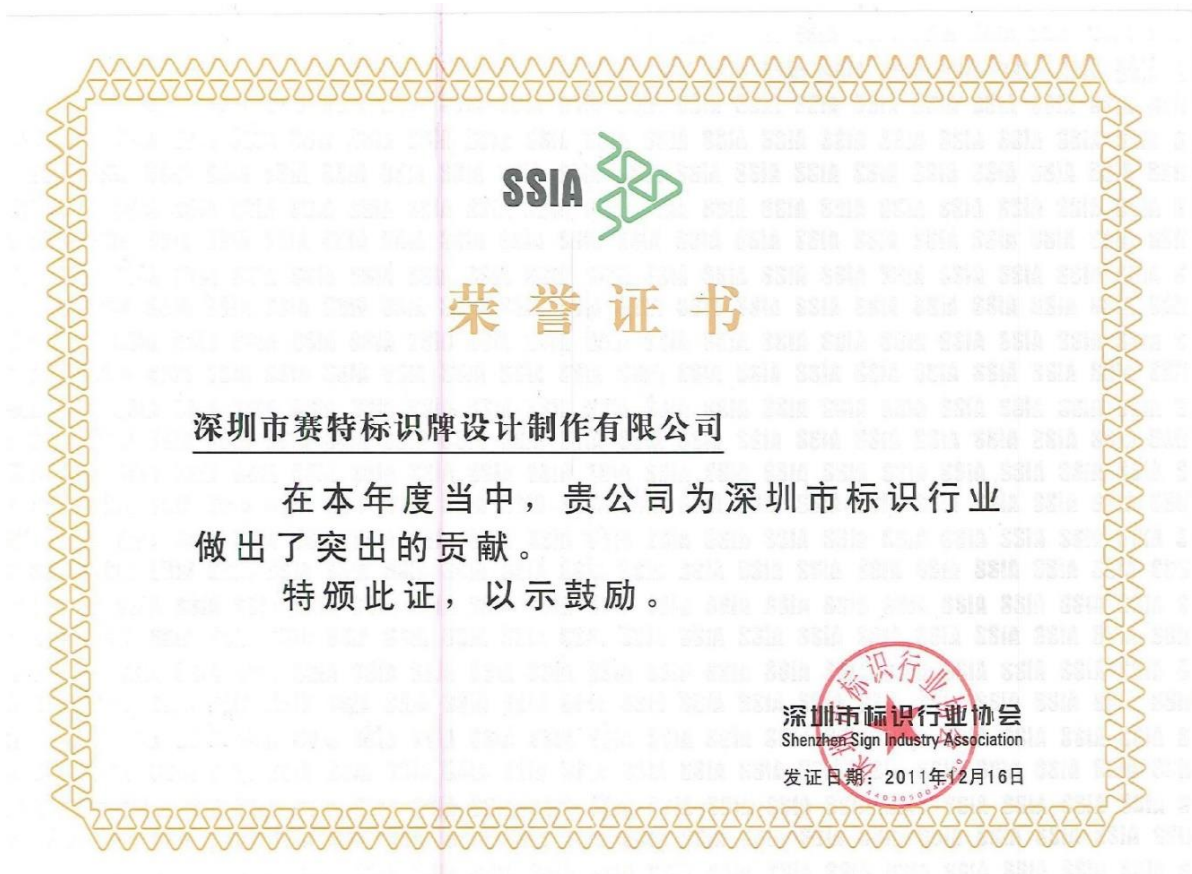 SSIA
荣誉证书
深圳市赛特标识牌设计制作有限公司
在本年度当中，贵公司为深圳市标识行业
做出了突出的贡献。
特颁此证，以示鼓励。
深圳市标识行业协会
Shenzhen Sign Industry Association
发证日期：2011年12月16日